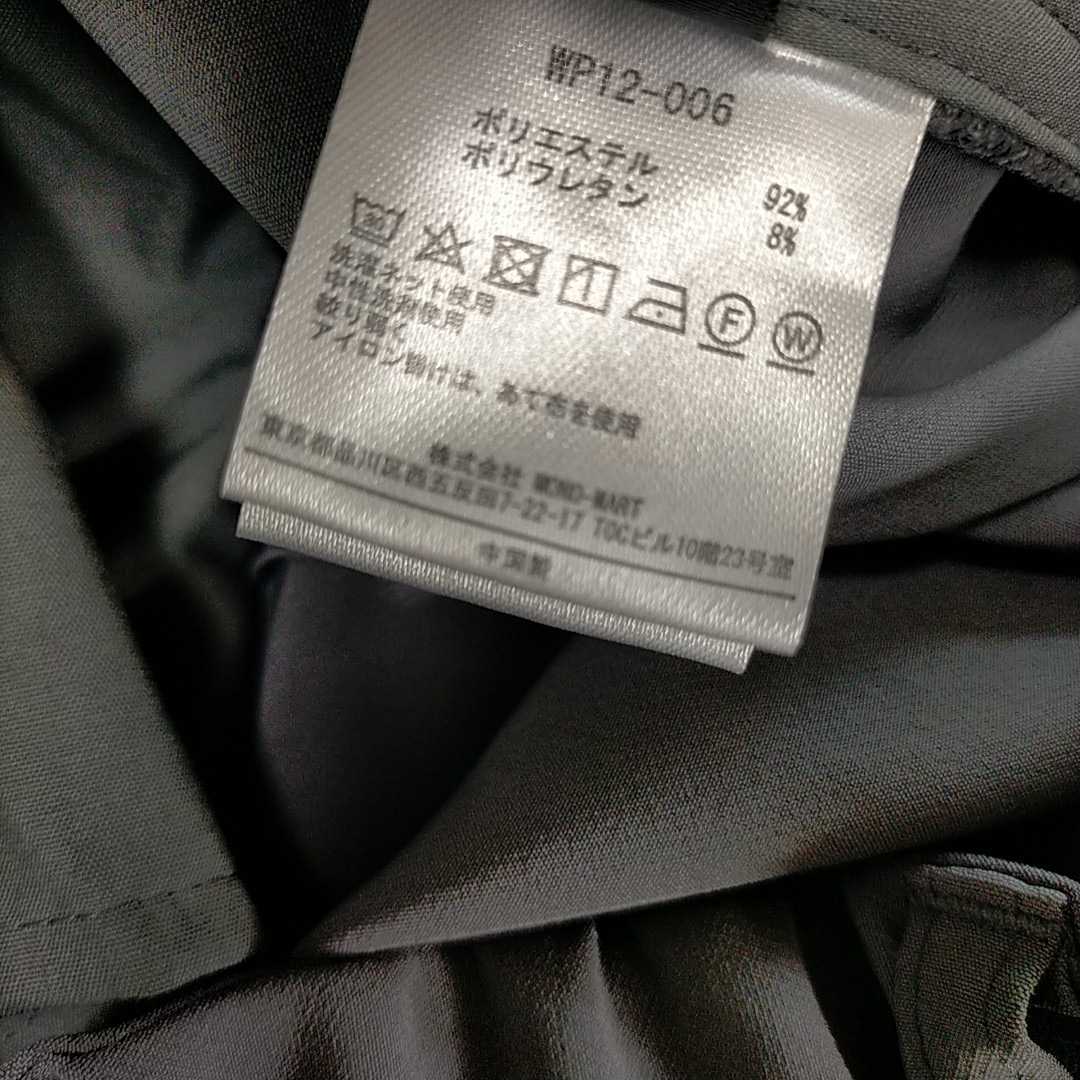 WP12-006
ポリエステル 92%
ポリウレタン 8%
F W
洗濯ネット使用
中性洗剤使用
絞り弱く
アイロン掛けは、あて布を使用
株式会社 MOND-MART
東京都品川区西五反田7-22-17 TOCビル10階23号室
中国製